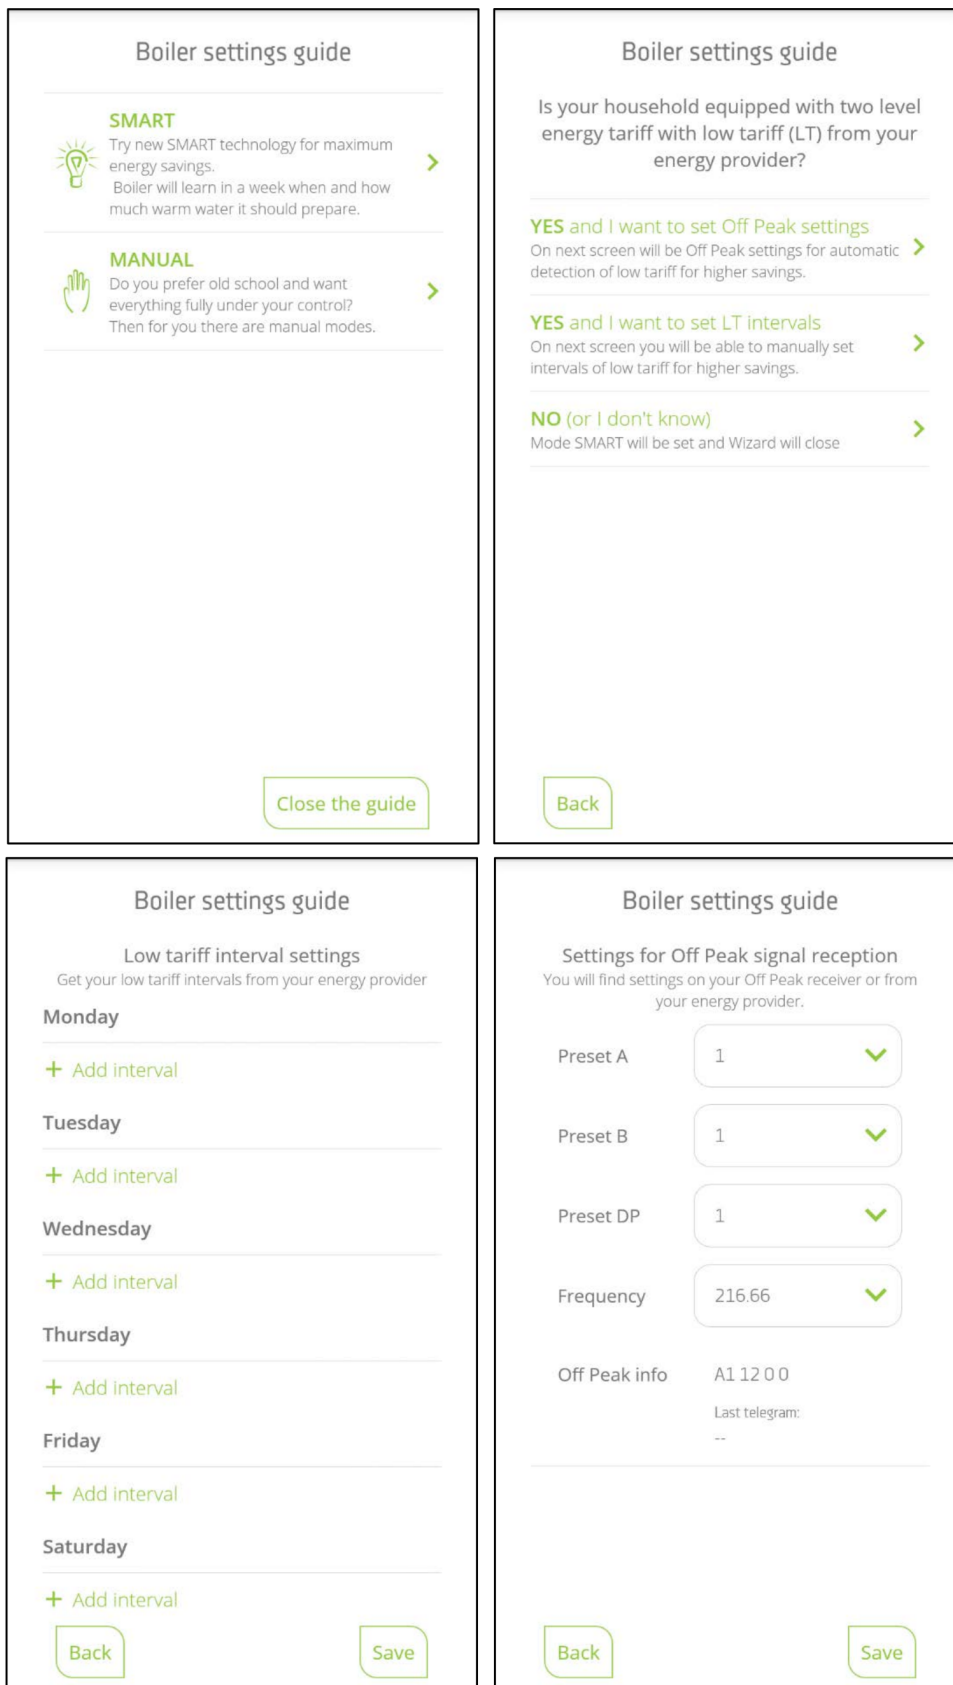 Boiler settings guide
SMART
Try new SMART technology for maximum
energy savings.
Boiler will learn in a week when and how
much warm water it should prepare.
MANUAL
Do you prefer old school and want
everything fully under your control?
Then for you there are manual modes.
Close the guide
Boiler settings guide
Is your household equipped with two level
energy tariff with low tariff (LT) from your
energy provider?
YES and I want to set Off Peak settings
On next screen will be Off Peak settings for automatic
detection of low tariff for higher savings.
YES and I want to set LT intervals
On next screen you will be able to manually set
intervals of low tariff for higher savings.
NO (or I don't know)
Mode SMART will be set and Wizard will close
Back
Boiler settings guide
Low tariff interval settings
Get your low tariff intervals from your energy provider
Monday
+ Add interval
Tuesday
+ Add interval
Wednesday
+ Add interval
Thursday
+ Add interval
Friday
+ Add interval
Saturday
+ Add interval
Back
Save
Boiler settings guide
Settings for Off Peak signal reception
You will find settings on your Off Peak receiver or from
your energy provider.
Preset A 1
Preset B 1
Preset DP 1
Frequency 216.66
Off Peak info A1 12 0 0
Last telegram:
--
Back
Save